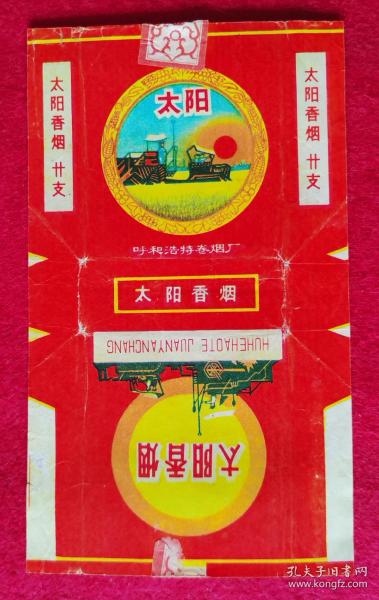 太阳
太阳香烟 廿支
太阳香烟 廿支
呼和浩特卷烟厂
太阳香烟
HUHEHAOTE JUANYANCHANG
太阳香烟
孔夫子旧书网
www.kongfz.com